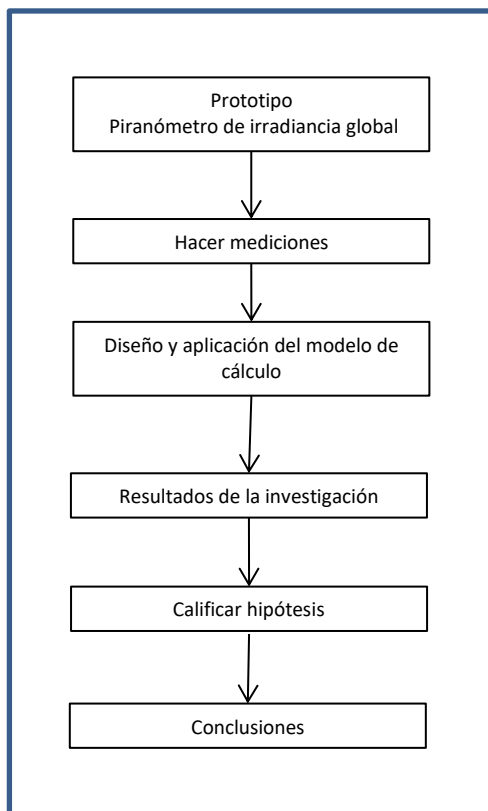 Prototipo
Piranómetro de irradiancia global
Hacer mediciones
Diseño y aplicación del modelo de
cálculo
Resultados de la investigación
Calificar hipótesis
Conclusiones